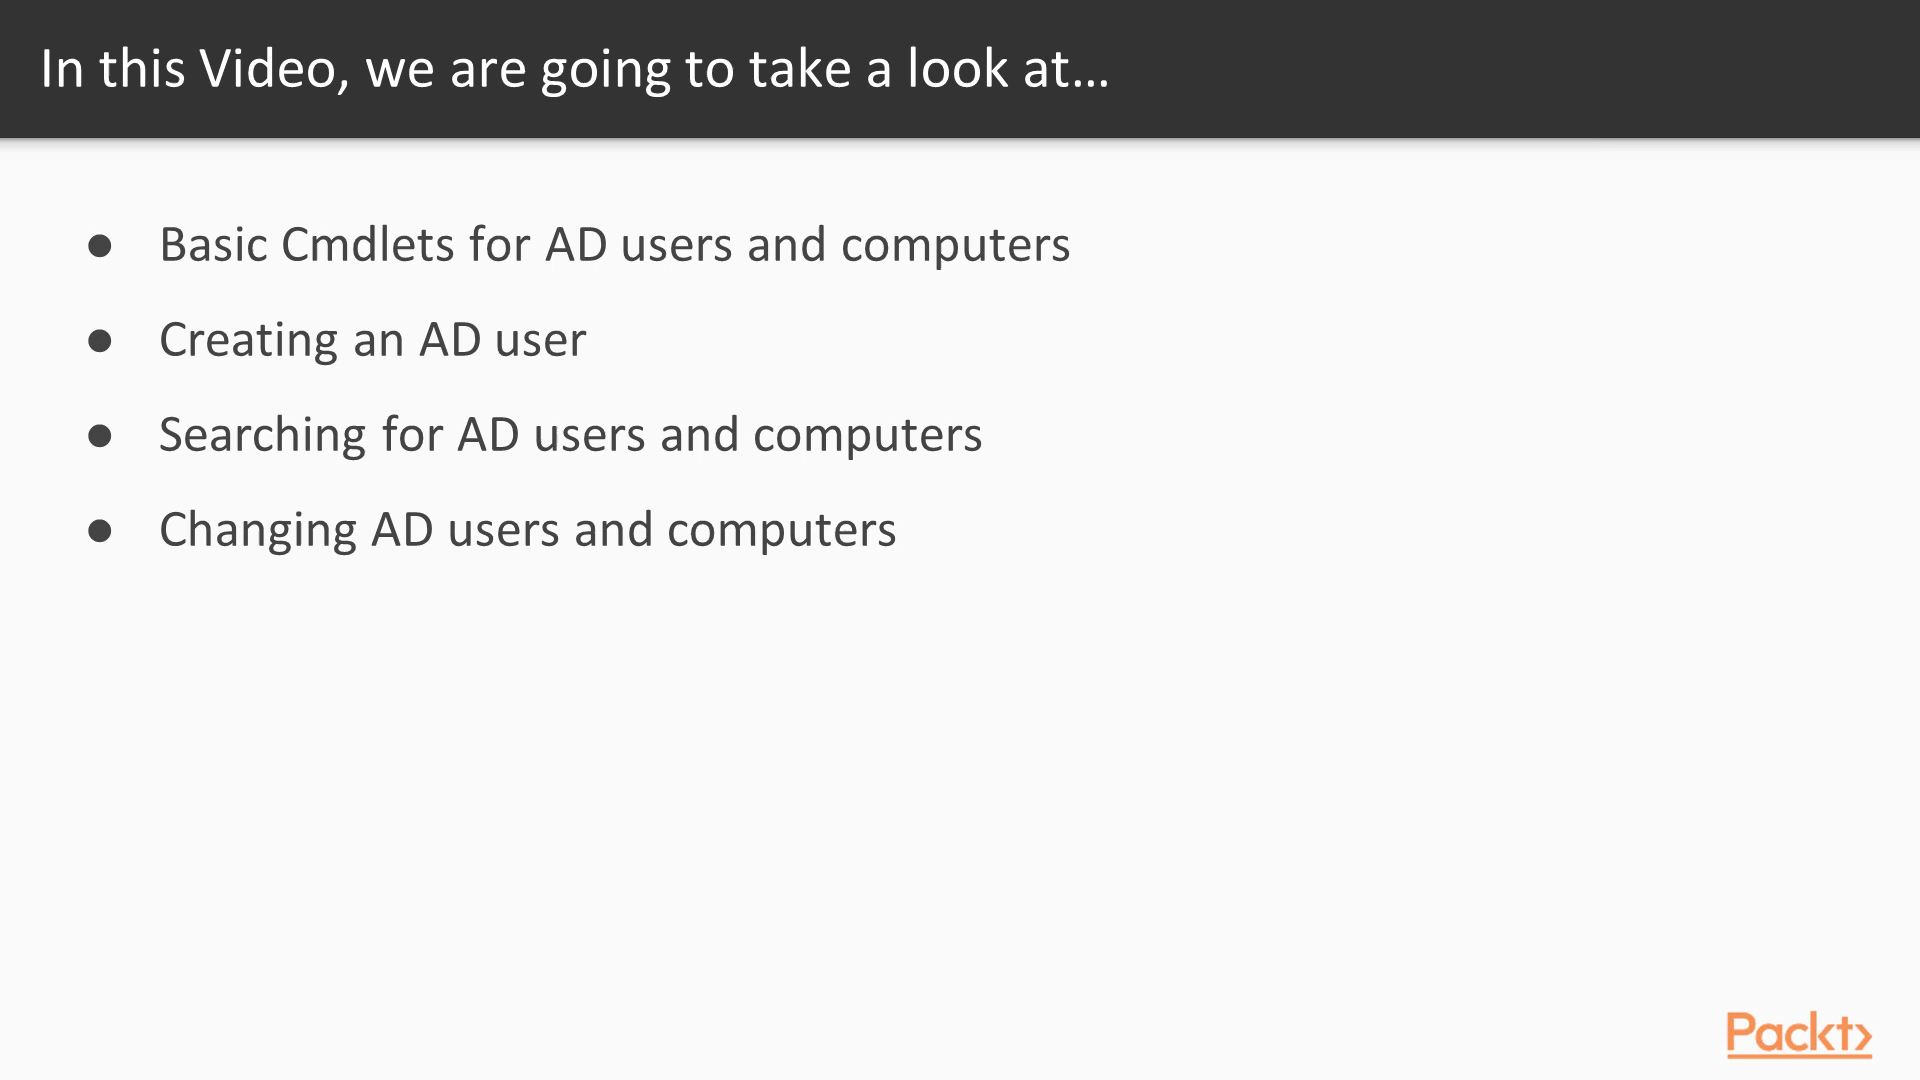 In this Video, we are going to take a look at...
● Basic Cmdlets for AD users and computers
● Creating an AD user
● Searching for AD users and computers
● Changing AD users and computers
Packt>